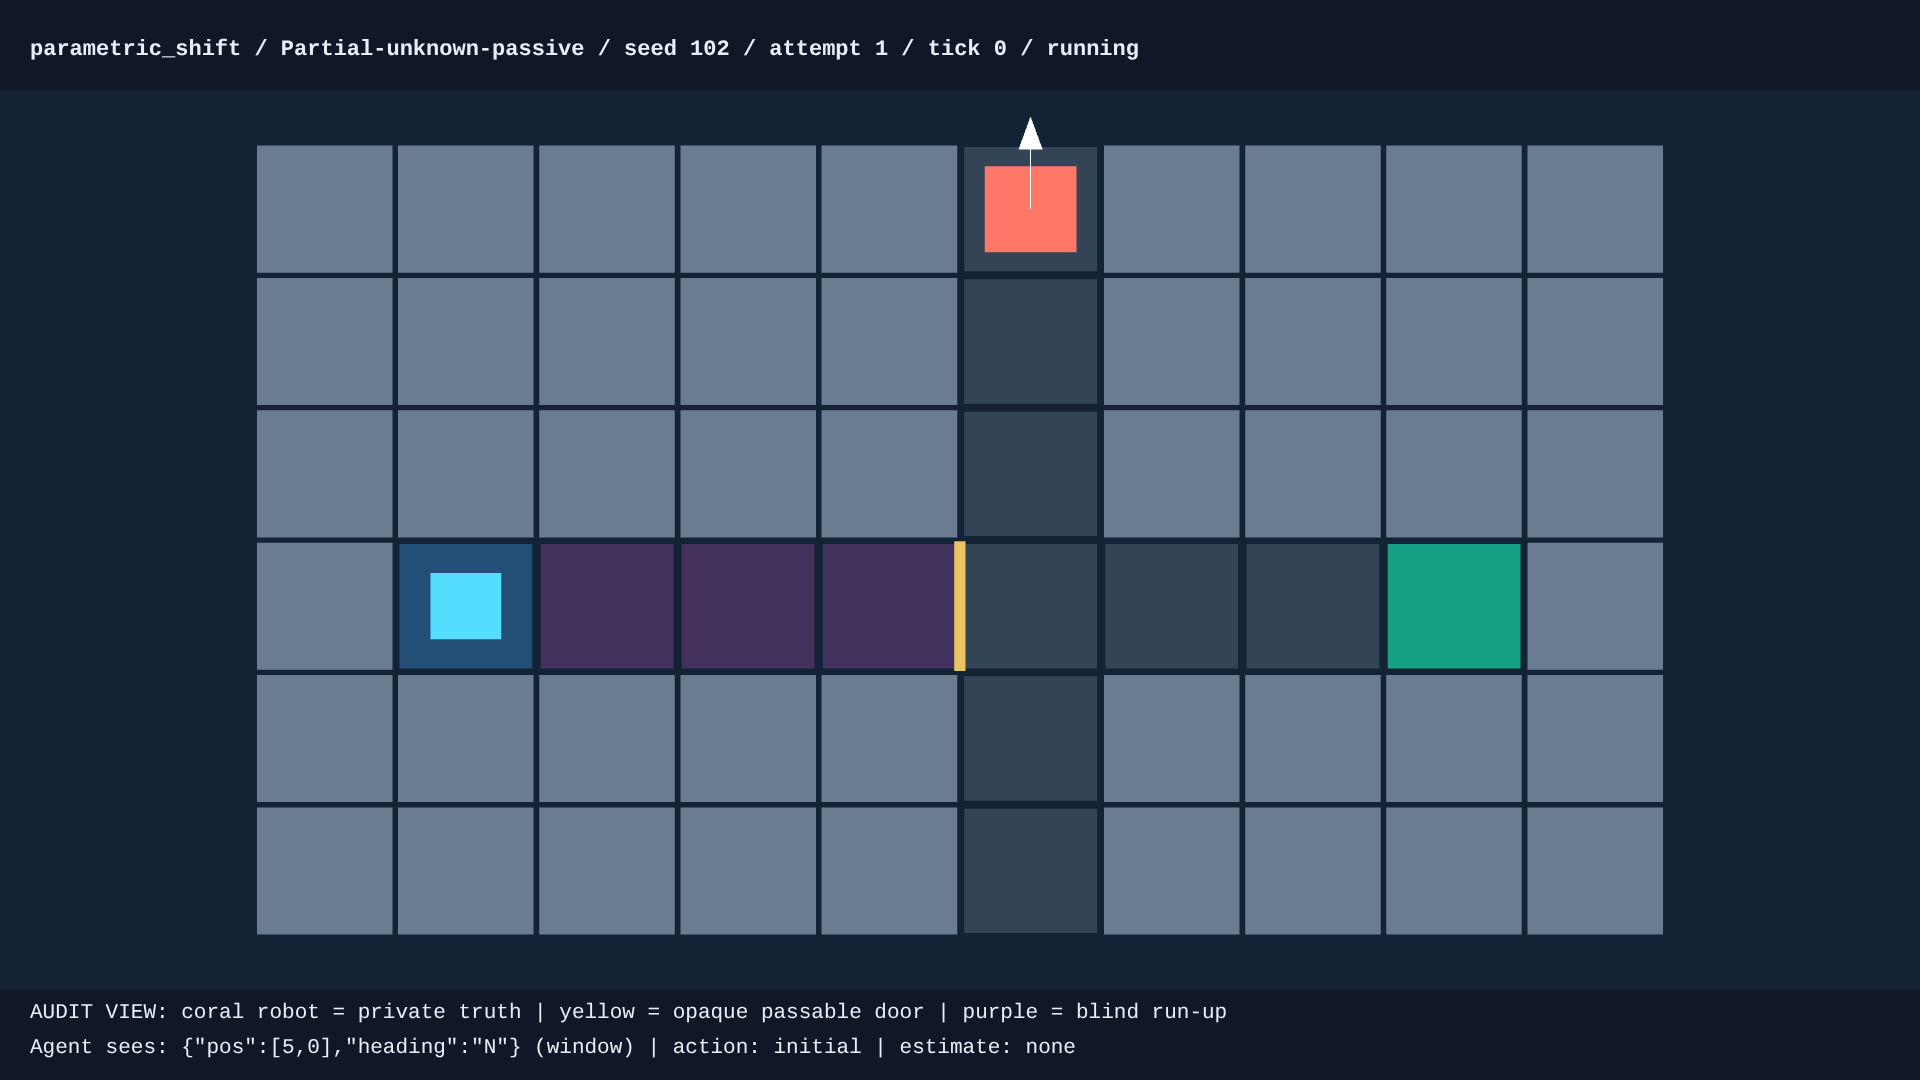 parametric_shift / Partial-unknown-passive / seed 102 / attempt 1 / tick 0 / running
AUDIT VIEW: coral robot = private truth | yellow = opaque passable door | purple = blind run-up
Agent sees: {"pos":[5,0],"heading":"N"} (window) | action: initial | estimate: none